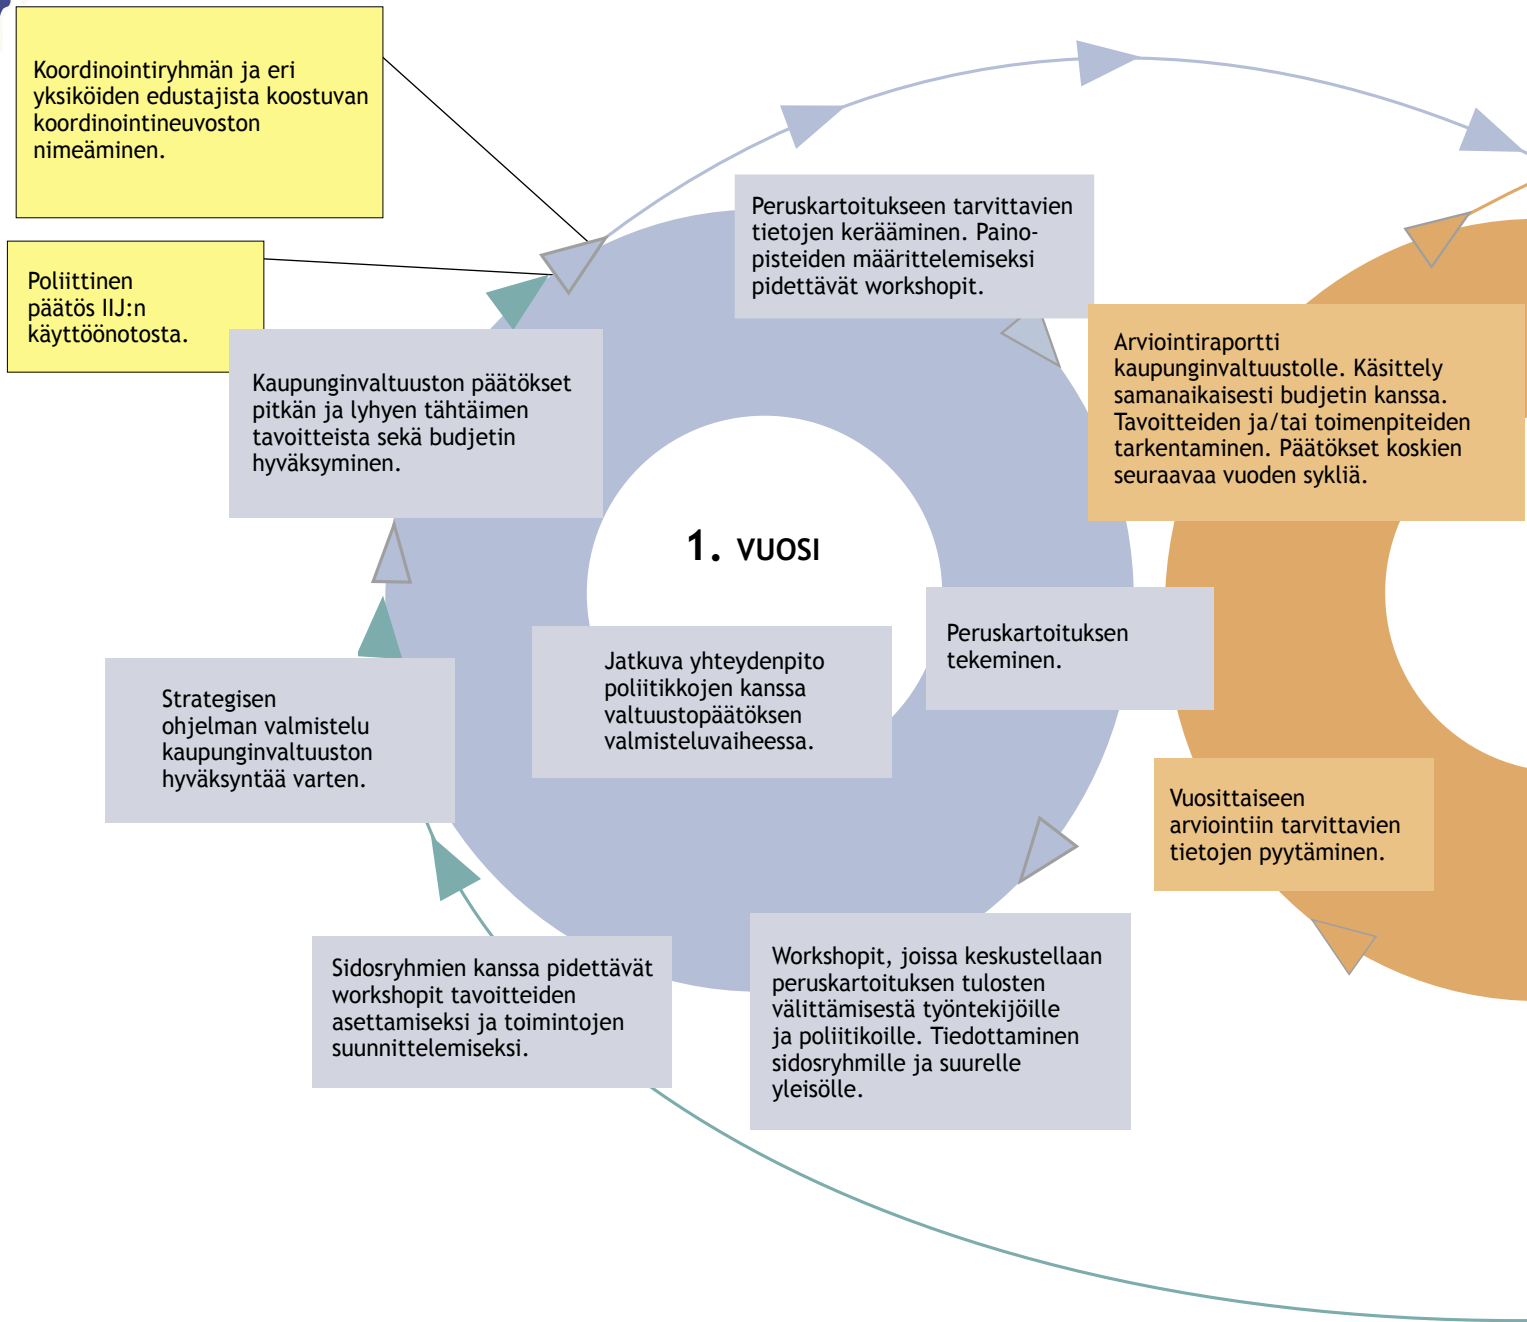 Koordinointiryhmän ja eri
yksiköiden edustajista koostuvan
koordinointineuvoston
nimeäminen.
Poliittinen
päätös IIJ:n
käyttöönotosta.
Kaupunginvaltuuston päätökset
pitkän ja lyhyen tähtäimen
tavoitteista sekä budjetin
hyväksyminen.
Peruskartoitukseen tarvittavien
tietojen kerääminen. Paino-
pisteiden määrittelemiseksi
pidettävät workshopit.
Arviointiraportti
kaupunginvaltuustolle. Käsittely
samanaikaisesti budjetin kanssa.
Tavoitteiden ja/tai toimenpiteiden
tarkentaminen. Päätökset koskien
seuraavaa vuoden sykliä.
1. VUOSI
Peruskartoituksen
tekeminen.
Jatkuva yhteydenpito
poliitikkojen kanssa
valtuustopäätöksen
valmisteluvaiheessa.
Strategisen
ohjelman valmistelu
kaupunginvaltuuston
hyväksyntää varten.
Vuosittaiseen
arviointiin tarvittavien
tietojen pyytäminen.
Sidosryhmien kanssa pidettävät
workshopit tavoitteiden
asettamiseksi ja toimintojen
suunnittelemiseksi.
Workshopit, joissa keskustellaan
peruskartoituksen tulosten
välittämisestä työntekijöille
ja poliitikoille. Tiedottaminen
sidosryhmille ja suurelle
yleisölle.